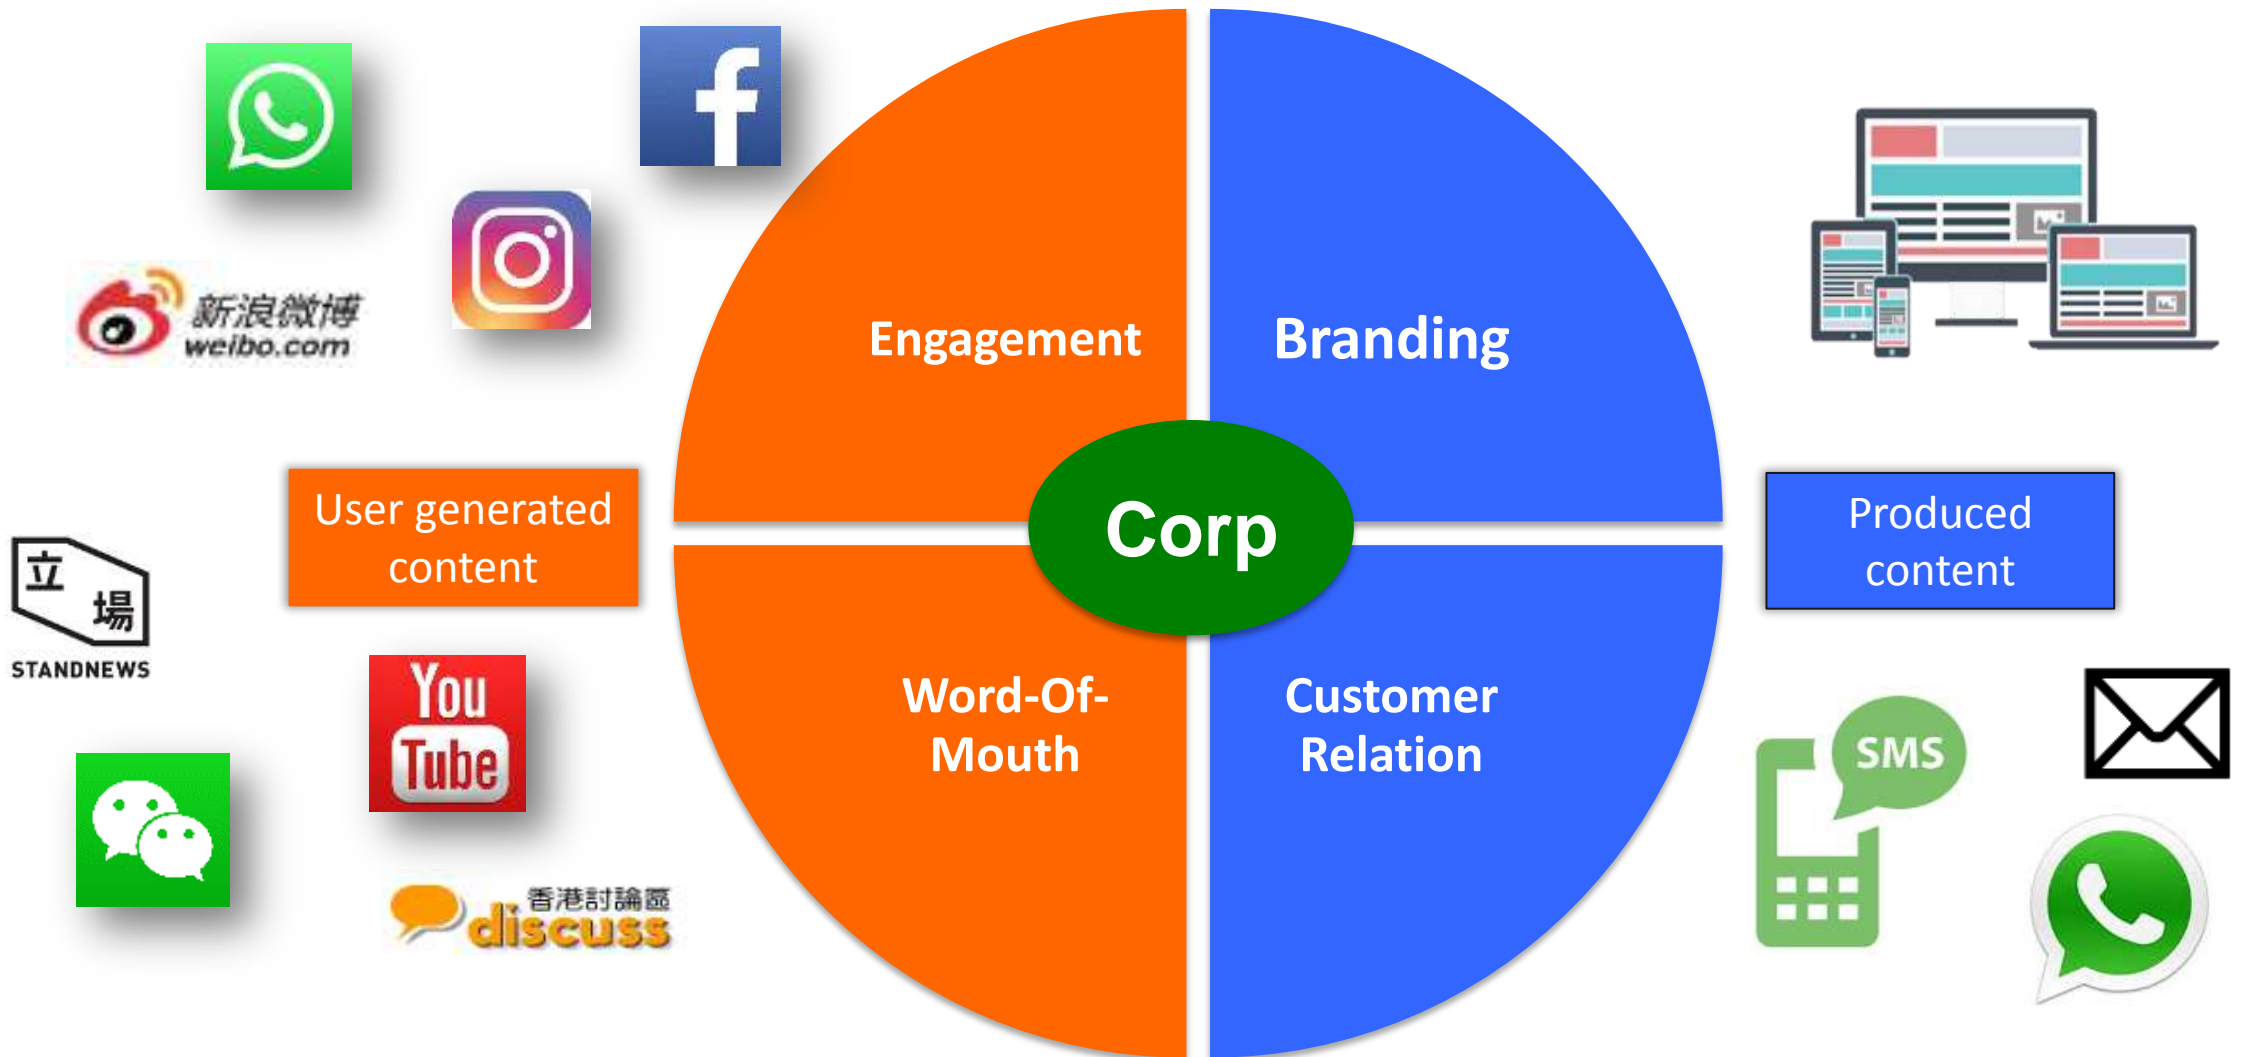 新浪微博
weibo.com
Engagement
Branding
User generated
content
Corp
Produced
content
立
場
STANDNEWS
You
Tube
Word-Of-
Mouth
Customer
Relation
SMS
香港討論區
discuss